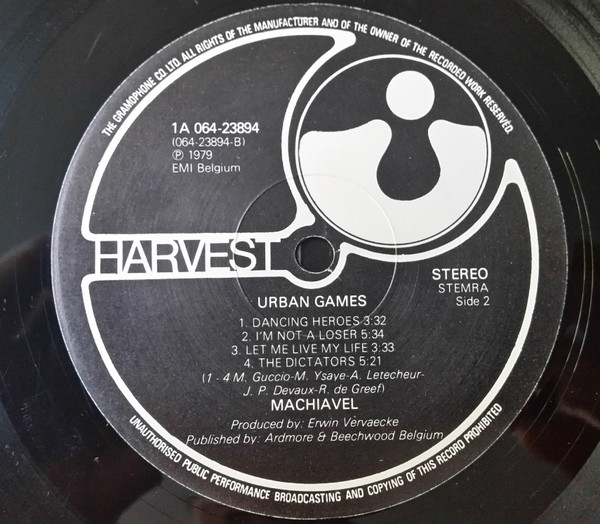 THE GRAMOPHONE CO. LTD. ALL RIGHTS OF THE MANUFACTURER AND OF THE OWNER OF THE RECORDED WORK RESERVED.
1A 064-23894
(064-23894-B)
Ⓟ 1979
EMI Belgium
HARVEST
STEREO
STEMRA
Side 2
URBAN GAMES
1. DANCING HEROES 3:32
2. I'M NOT A LOSER 5:34
3. LET ME LIVE MY LIFE 3:33
4. THE DICTATORS 5:21
(1 - 4 M. Guccio-M. Ysaye-A. Letecheur-
J. P. Devaux-R. de Greef)
MACHIAVEL
Produced by: Erwin Vervaecke
Published by: Ardmore & Beechwood Belgium
UNAUTHORISED PUBLIC PERFORMANCE BROADCASTING AND COPYING OF THIS RECORD PROHIBITED